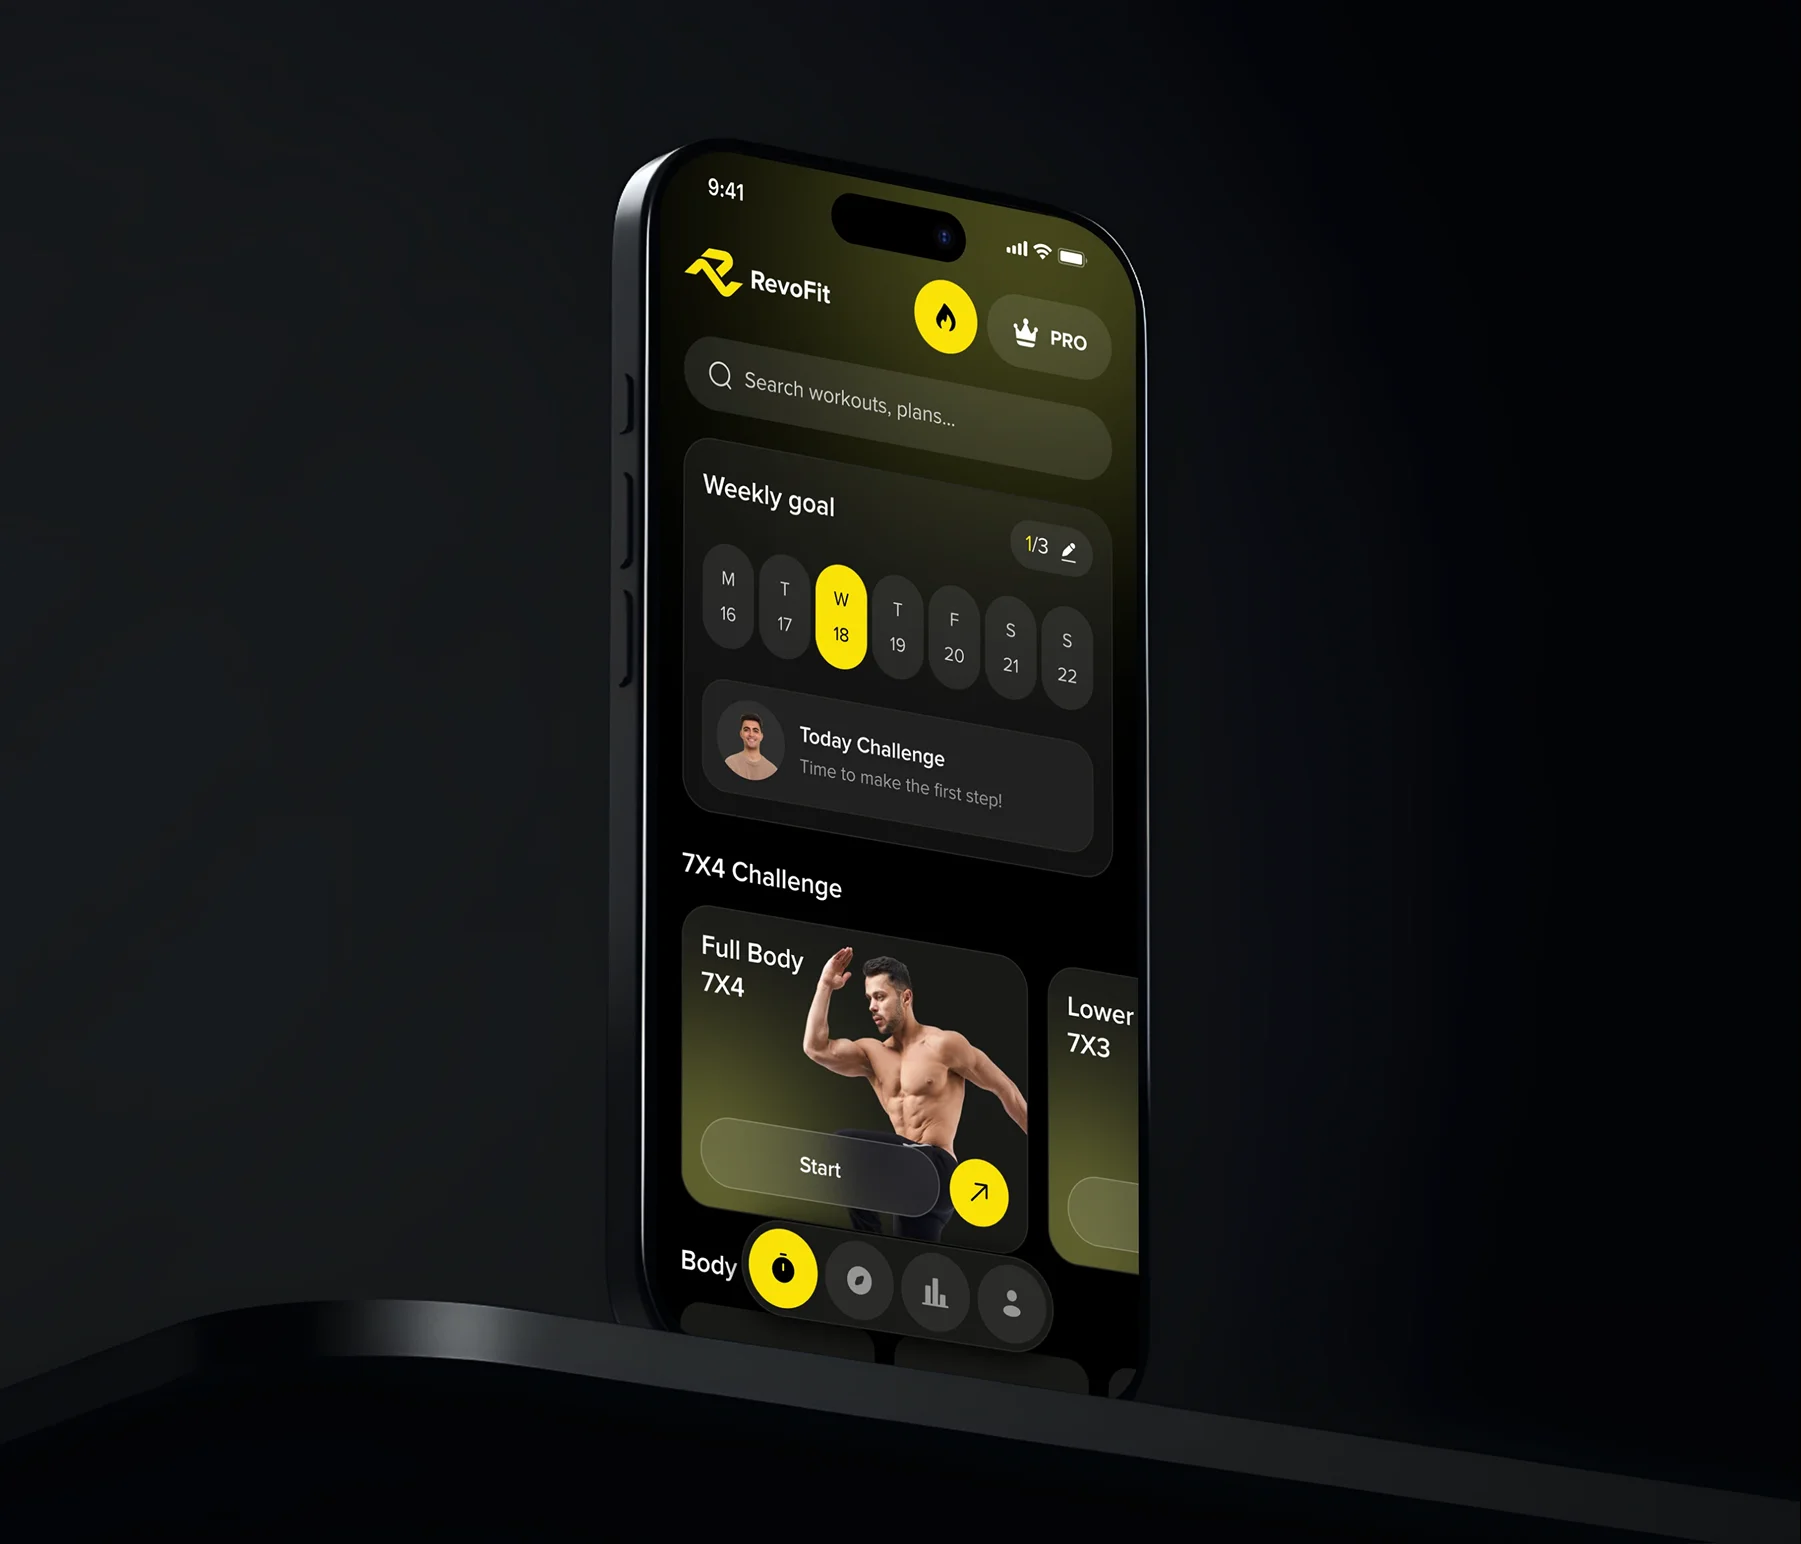 9:41
RevoFit
PRO
Search workouts, plans...
Weekly goal
1/3
M T W T F S S
16 17 18 19 20 21 22
Today Challenge
Time to make the first step!
7X4 Challenge
Full Body
7X4
Start
Lower
7X3
Body